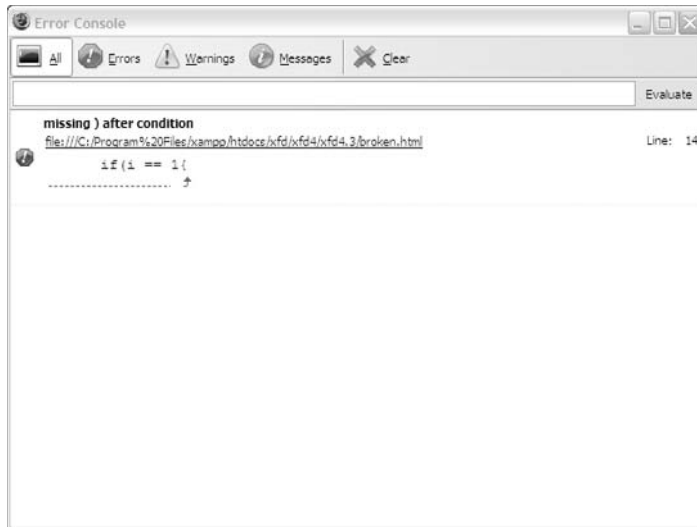 Error Console
All Errors Warnings Messages Clear
Evaluate
missing ) after condition
file:///C:/Program%20Files/xampp/htdocs/xfd/xfd4/xfd4.3/broken.html Line: 14
if(i == 1{